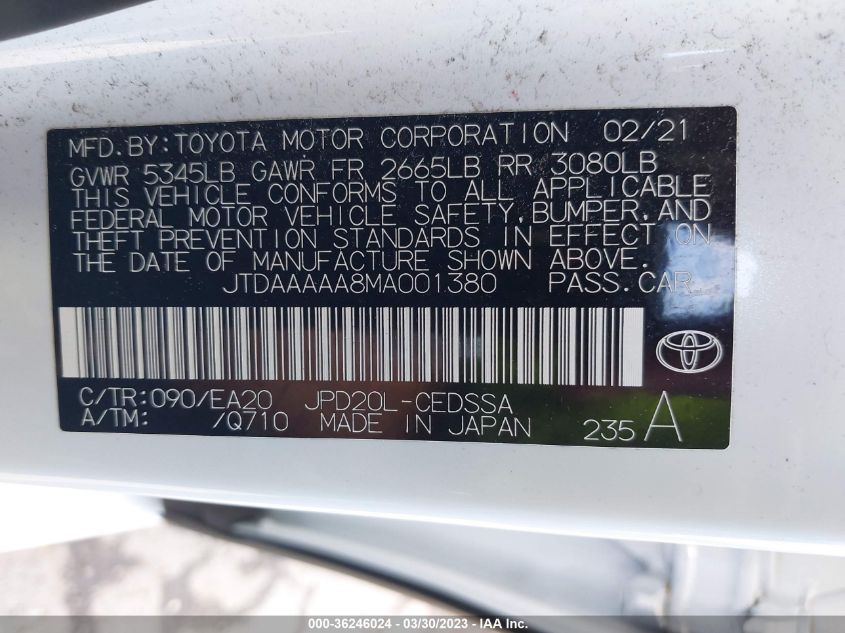 MFD.BY:TOYOTA MOTOR CORPORATION 02/21
GVWR 5345LB GAWR FR 2665LB RR 3080LB
THIS VEHICLE CONFORMS TO ALL APPLICABLE
FEDERAL MOTOR VEHICLE SAFETY,BUMPER,AND
THEFT PREVENTION STANDARDS IN EFFECT ON
THE DATE OF MANUFACTURE SHOWN ABOVE.
JTDAAAAA8MA001380 PASS.CAR
C/TR:090/EA20 JPD20L-CEDSSA
A/TM: /Q710 MADE IN JAPAN 235 A
000-36246024 - 03/30/2023 - © IAA Inc.